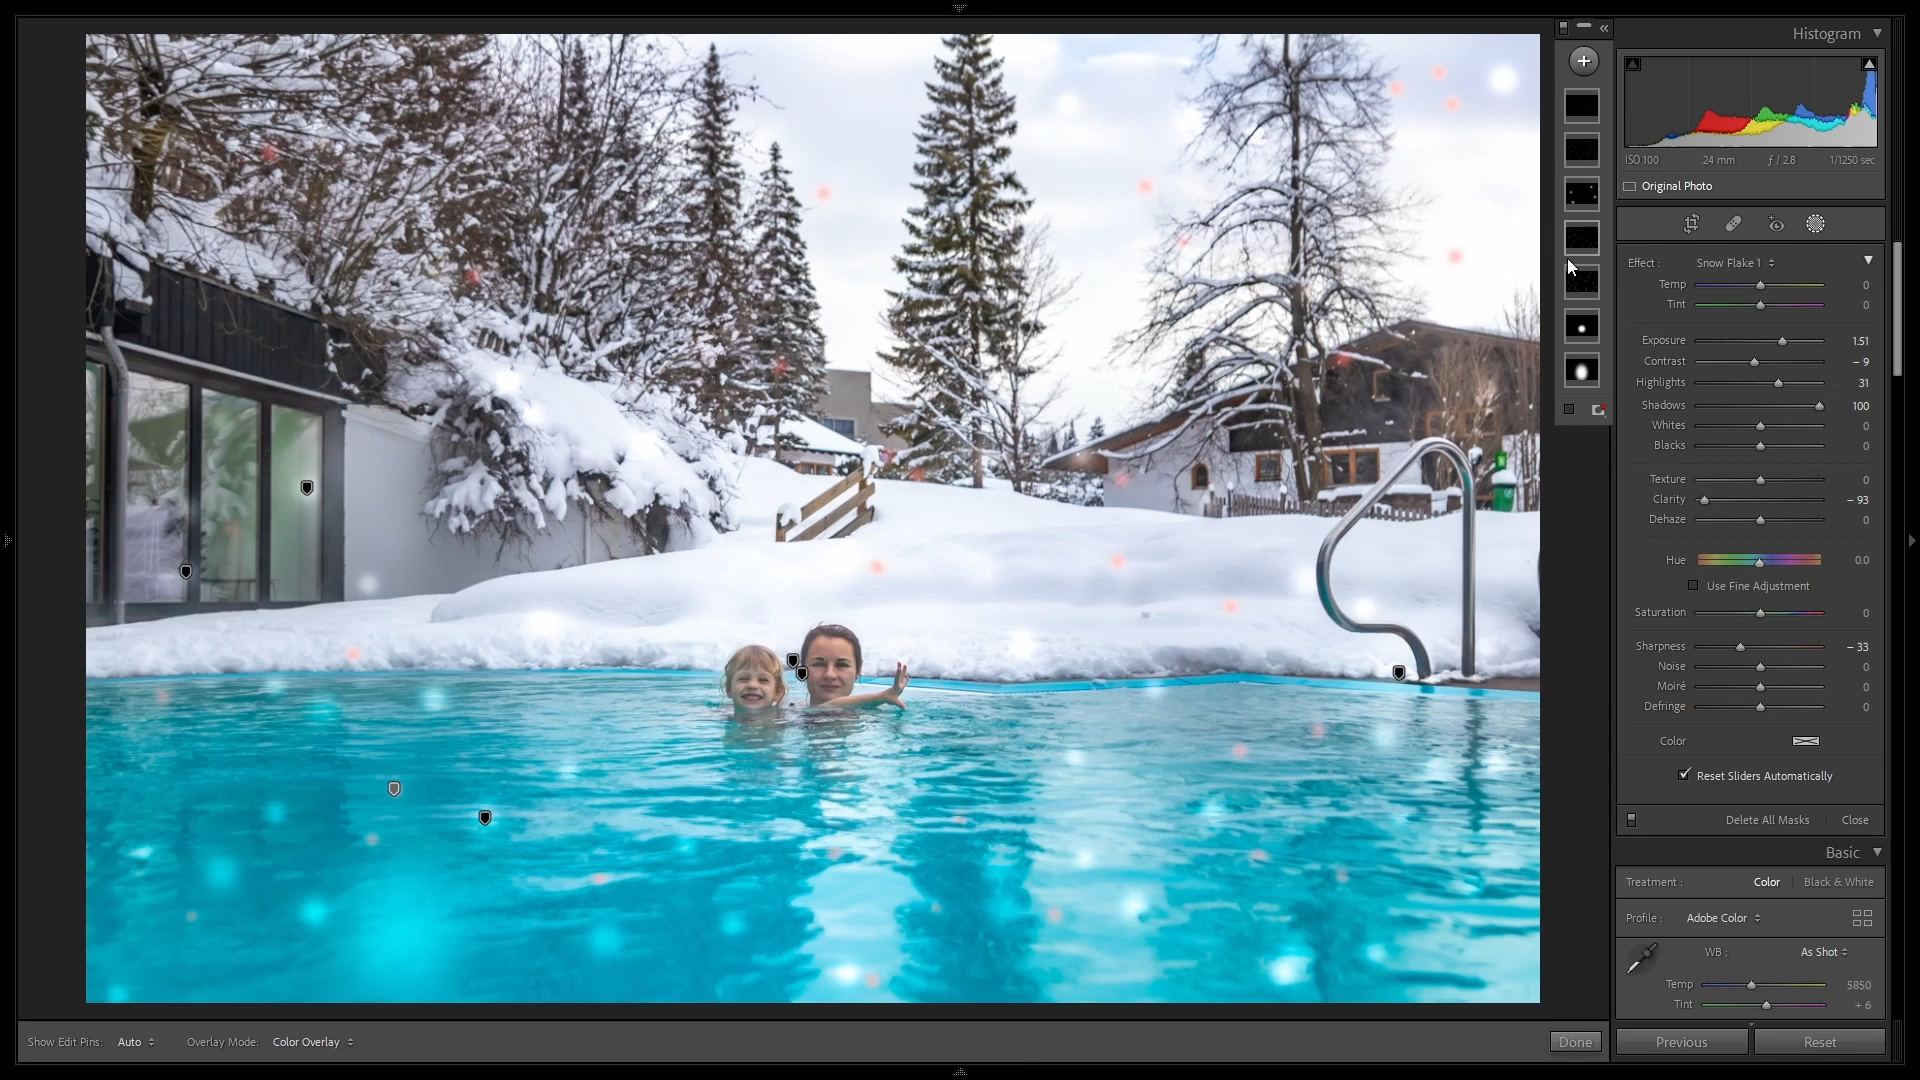 Histogram
ISO 100 24 mm ƒ / 2.8 1/1250 sec
Original Photo
Effect : Snow Flake 1
Temp 0
Tint 0
Exposure 1.51
Contrast – 9
Highlights 31
Shadows 100
Whites 0
Blacks 0
Texture 0
Clarity – 93
Dehaze 0
Hue 0.0
Use Fine Adjustment
Saturation 0
Sharpness – 33
Noise 0
Moiré 0
Defringe 0
Color
Reset Sliders Automatically
Delete All Masks Close
Basic
Treatment : Color Black & White
Profile : Adobe Color
WB : As Shot
Temp 5850
Tint + 6
Show Edit Pins: Auto Overlay Mode: Color Overlay Done
Previous Reset